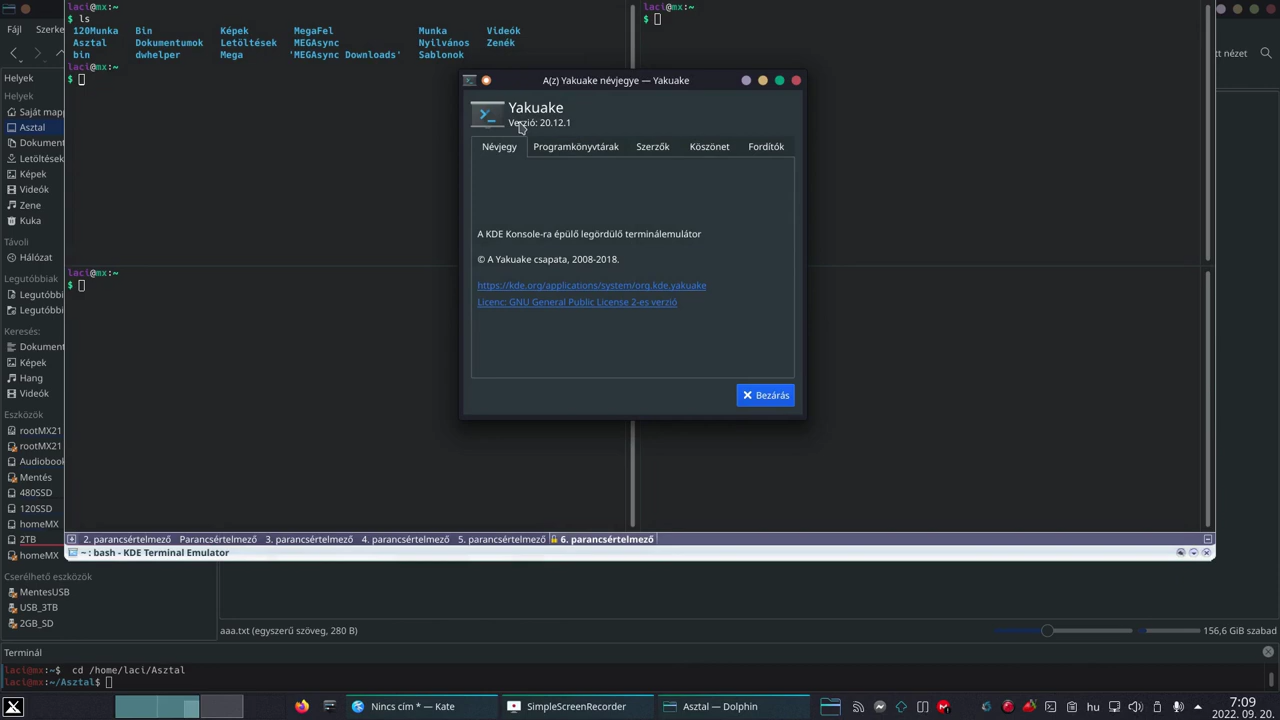 Fájl
Szerke
tt nézet
Helyek
Helyek
Saját map
Asztal
Dokument
Letöltések
Képek
Videók
Zene
Kuka
Távoli
Hálózat
Legutóbbiak
Legutóbbi
Legutóbbi
Keresés:
Dokument
Képek
Hang
Videók
Eszközök
rootMX21
rootMX21
Audiobook
Mentés
480SSD
120SSD
homeMX
2TB
homeMX
Cserélhető eszközök
MentesUSB
USB_3TB
2GB_SD
laci@mx:~
$ ls
120Munka Bin Képek MegaFel Munka Videók
Asztal Dokumentumok Letöltések MEGAsync Nyilvános Zenék
bin dwhelper Mega 'MEGAsync Downloads' Sablonok
laci@mx:~
$
laci@mx:~
$
laci@mx:~
$
A(z) Yakuake névjegye — Yakuake
Yakuake
Verzió: 20.12.1
Névjegy Programkönyvtárak Szerzők Köszönet Fordítók
A KDE Konsole-ra épülő legördülő terminálemulátor
© A Yakuake csapata, 2008-2018.
https://kde.org/applications/system/org.kde.yakuake
Licenc: GNU General Public License 2-es verzió
Bezárás
2. parancsértelmező Parancsértelmező 3. parancsértelmező 4. parancsértelmező 5. parancsértelmező 6. parancsértelmező
~ : bash - KDE Terminal Emulator
aaa.txt (egyszerű szöveg, 280 B)
156,6 GiB szabad
Terminál
laci@mx:~$ cd /home/laci/Asztal
laci@mx:~/Asztal$
Nincs cím * — Kate
SimpleScreenRecorder
Asztal — Dolphin
hu
7:09
2022. 09. 20.